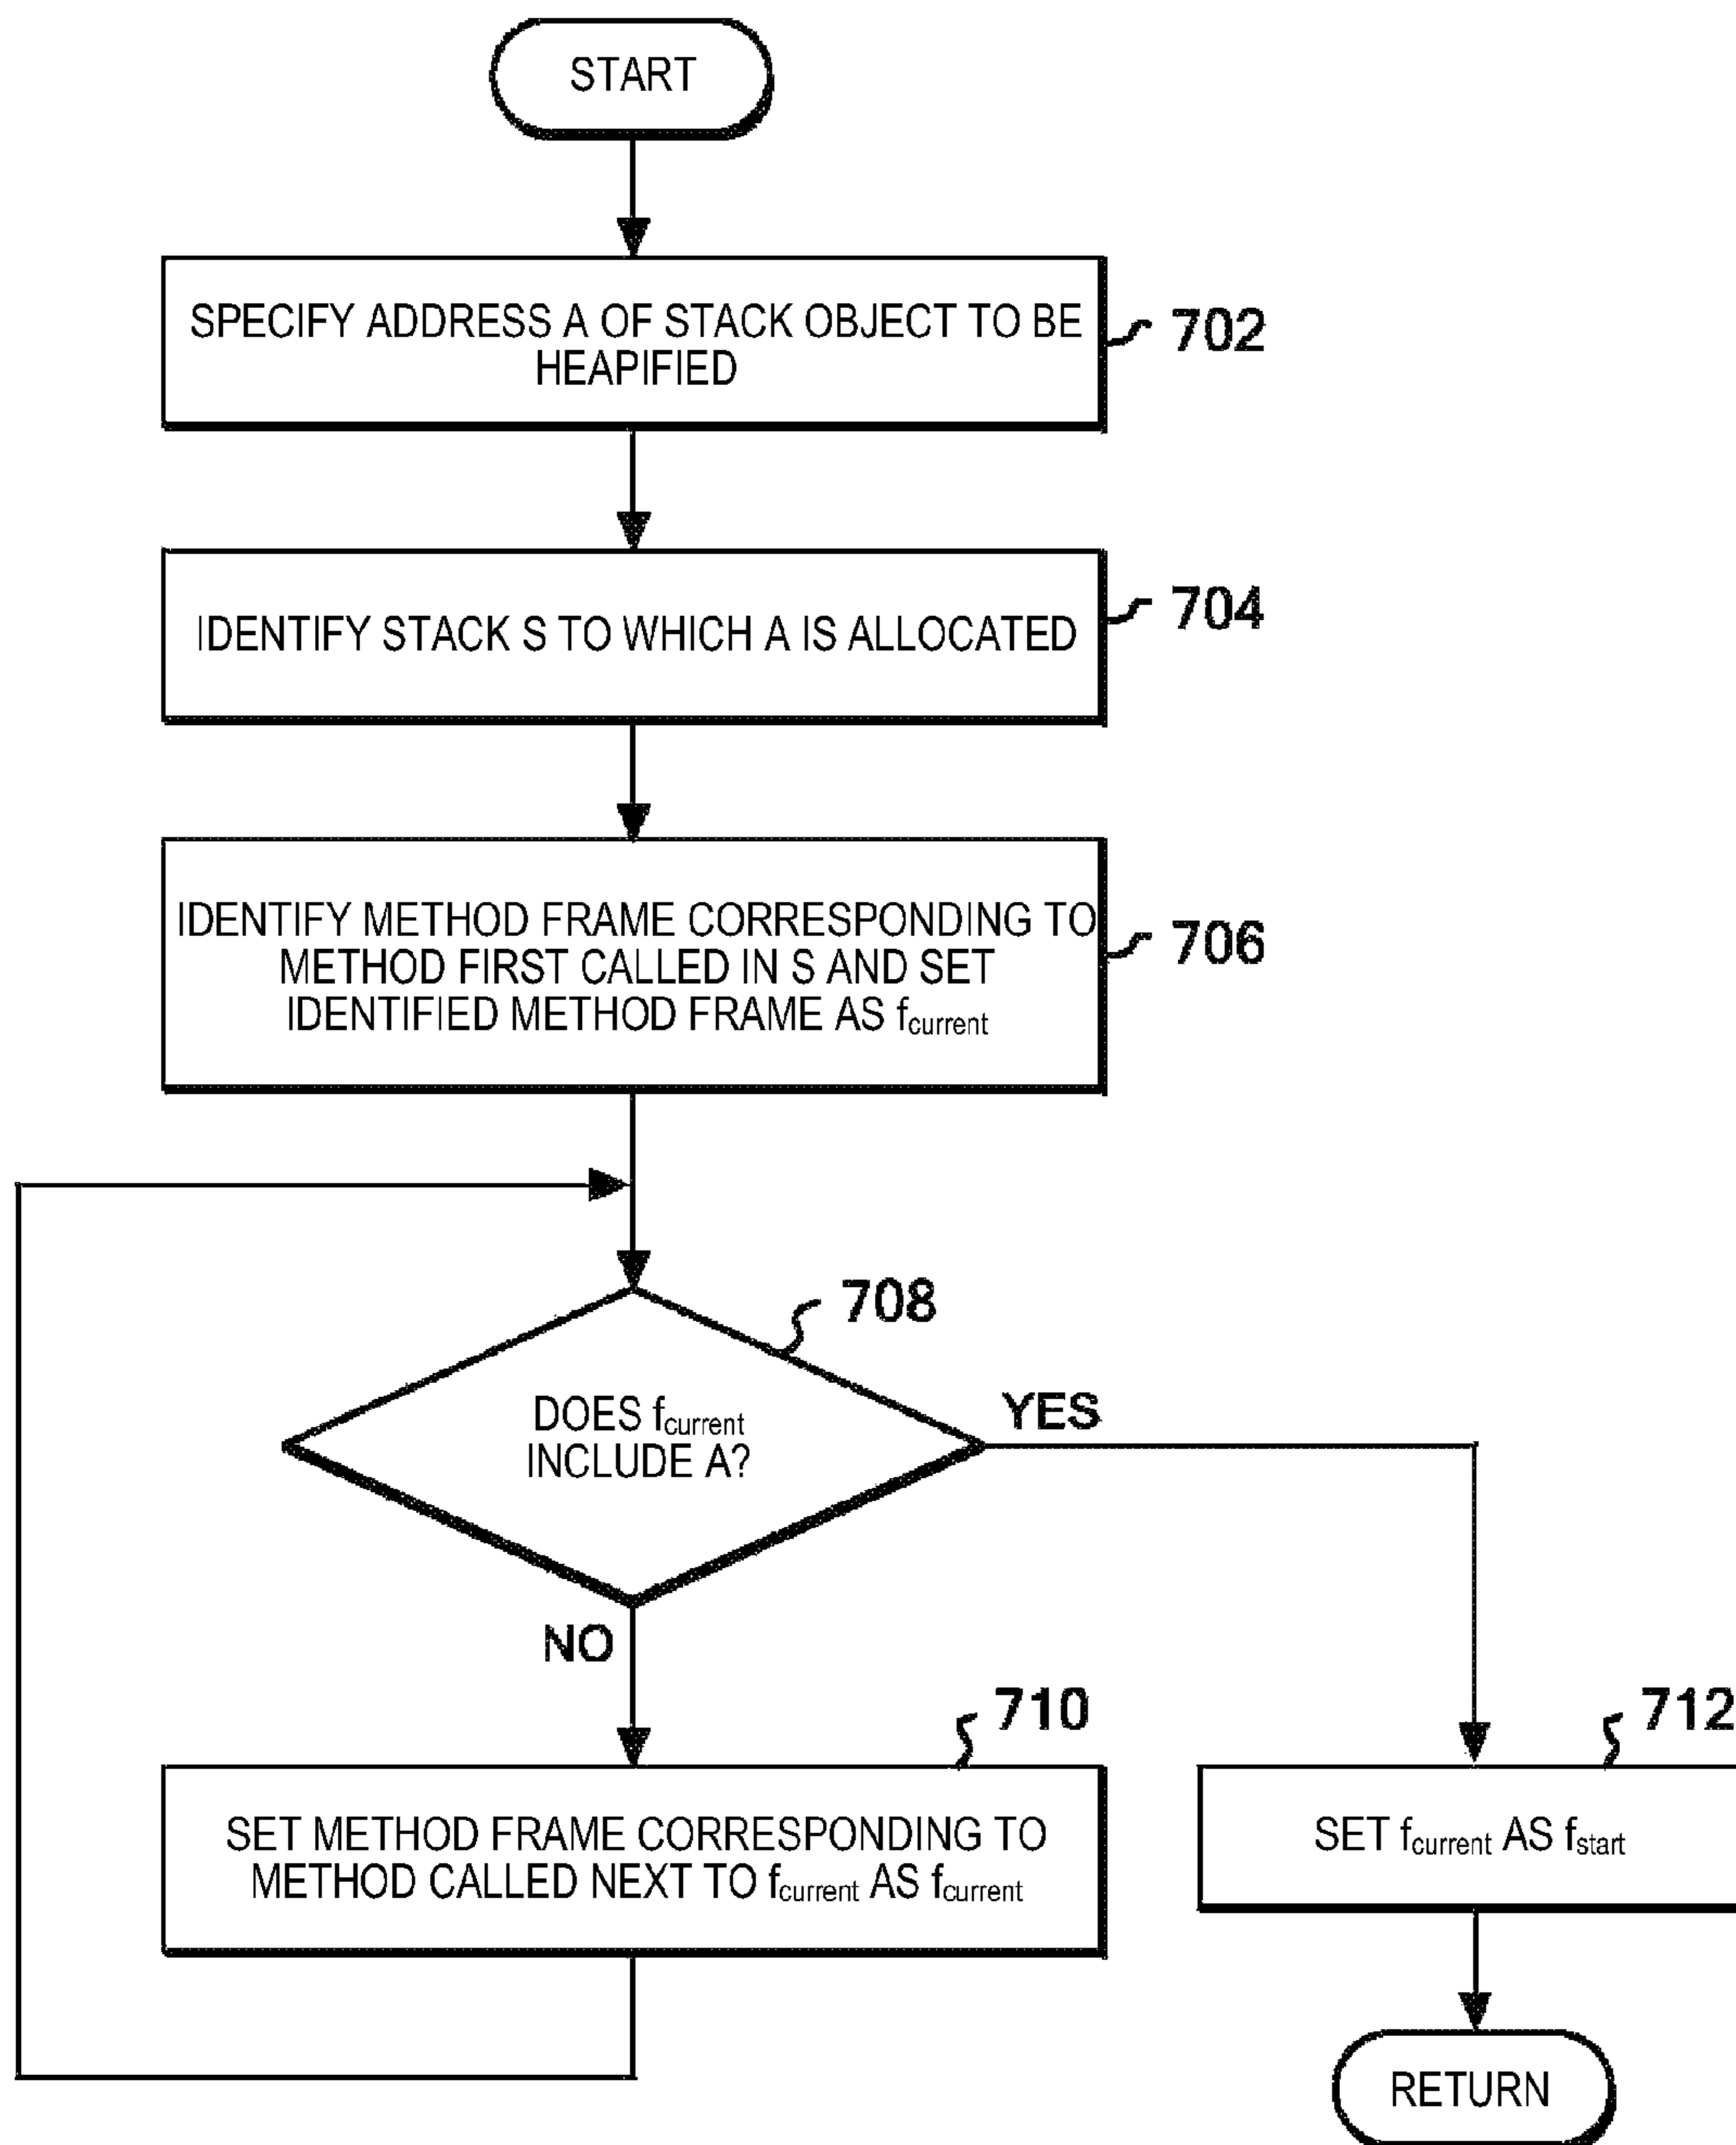 START
SPECIFY ADDRESS A OF STACK OBJECT TO BE
HEAPIFIED
702
IDENTIFY STACK S TO WHICH A IS ALLOCATED
704
IDENTIFY METHOD FRAME CORRESPONDING TO
METHOD FIRST CALLED IN S AND SET
IDENTIFIED METHOD FRAME AS fcurrent
706
708
DOES fcurrent
INCLUDE A?
YES
NO
710
SET METHOD FRAME CORRESPONDING TO
METHOD CALLED NEXT TO fcurrent AS fcurrent
712
SET fcurrent AS fstart
RETURN